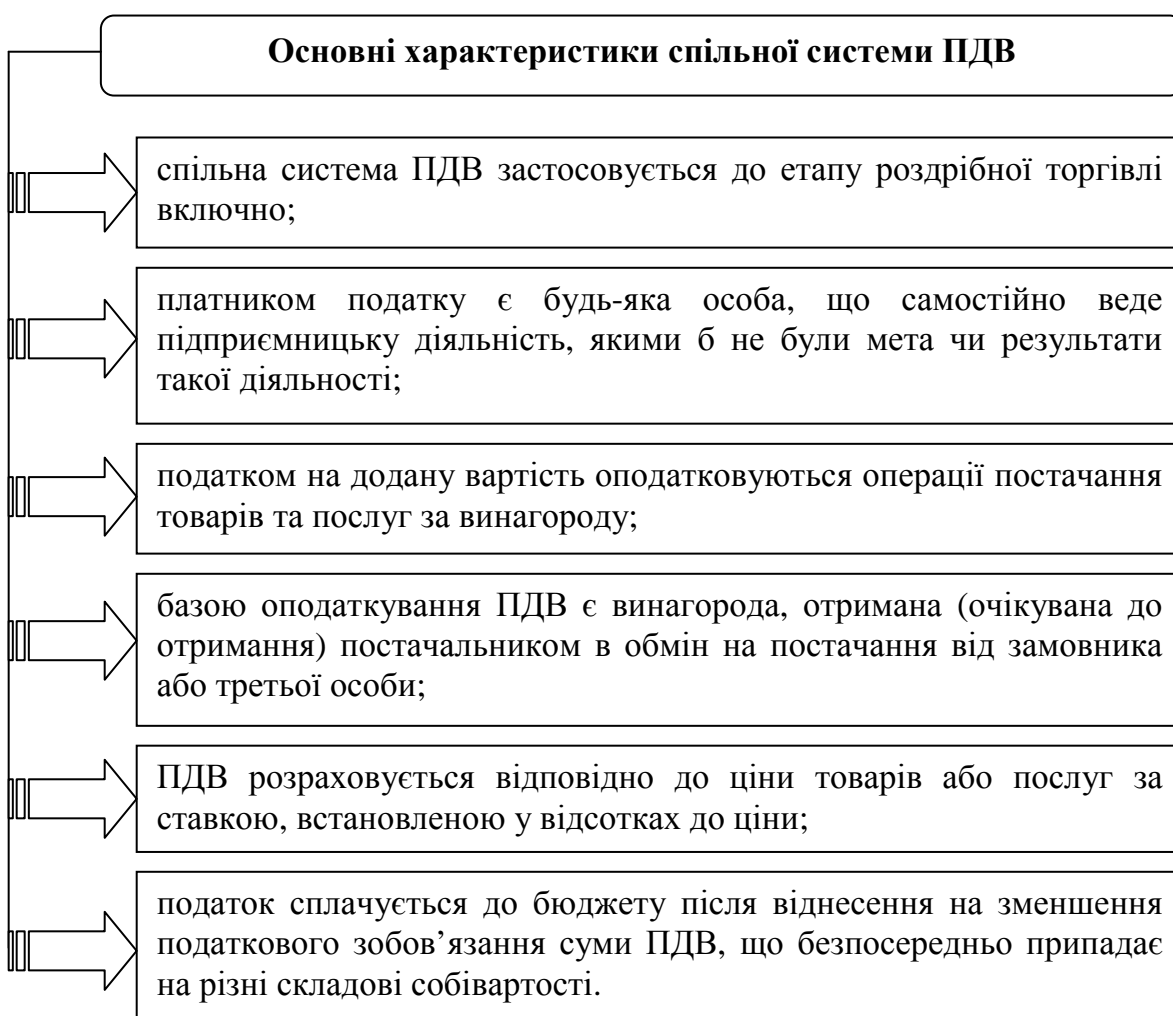 Основні характеристики спільної системи ПДВ
спільна система ПДВ застосовується до етапу роздрібної торгівлі
включно;
платником податку є будь-яка особа, що самостійно веде
підприємницьку діяльність, якими б не були мета чи результати
такої діяльності;
податком на додану вартість оподатковуються операції постачання
товарів та послуг за винагороду;
базою оподаткування ПДВ є винагорода, отримана (очікувана до
отримання) постачальником в обмін на постачання від замовника
або третьої особи;
ПДВ розраховується відповідно до ціни товарів або послуг за
ставкою, встановленою у відсотках до ціни;
податок сплачується до бюджету після віднесення на зменшення
податкового зобов’язання суми ПДВ, що безпосередньо припадає
на різні складові собівартості.